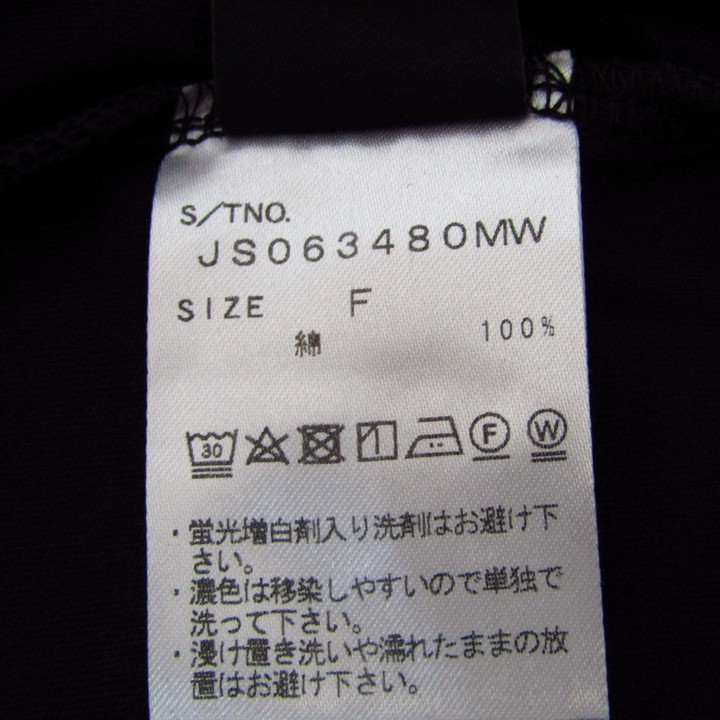 S/TNO.
JS063480MW
SIZE F
綿 100%
30 F W
・蛍光増白剤入り洗剤はお避け下
さい。
・濃色は移染しやすいので単独で
洗って下さい。
・浸け置き洗いや濡れたままの放
置はお避け下さい。